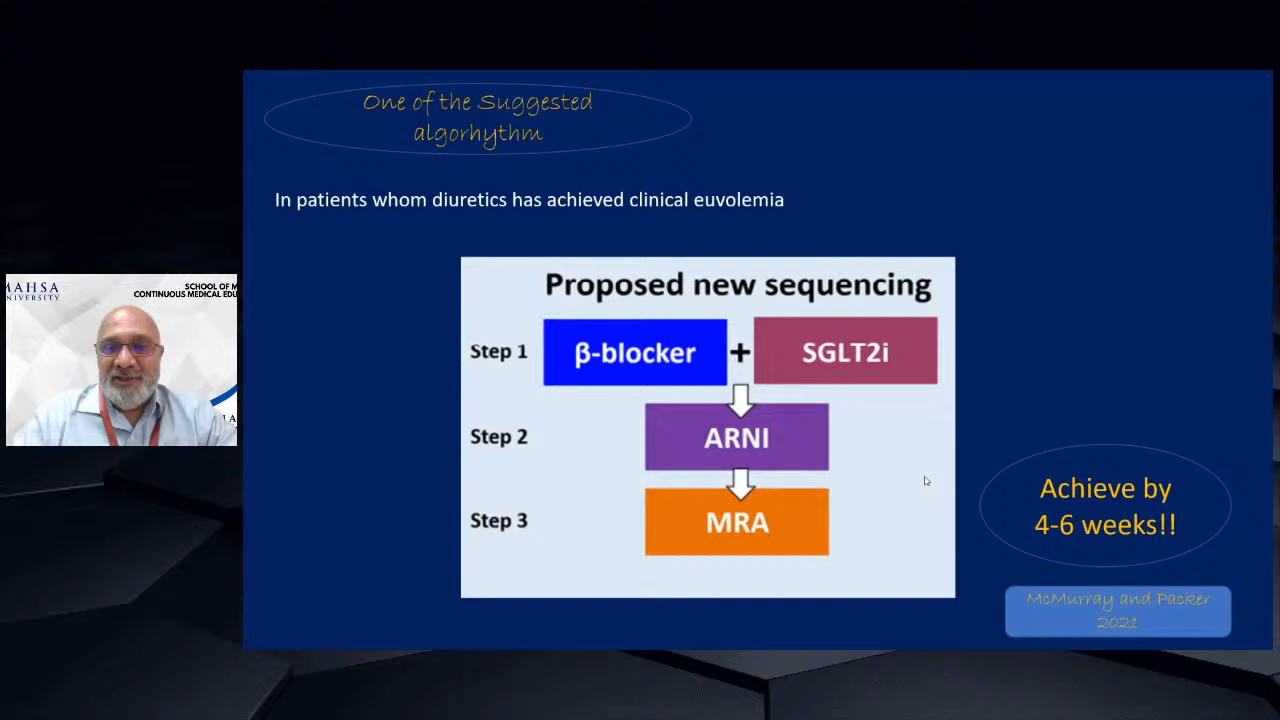 One of the Suggested
algorhythm
In patients whom diuretics has achieved clinical euvolemia
Proposed new sequencing
Step 1
β-blocker + SGLT2i
Step 2
ARNI
Step 3
MRA
Achieve by
4-6 weeks!!
McMurray and Packer
2021
MAHSA
UNIVERSITY
SCHOOL OF M
CONTINUOUS MEDICAL EDU